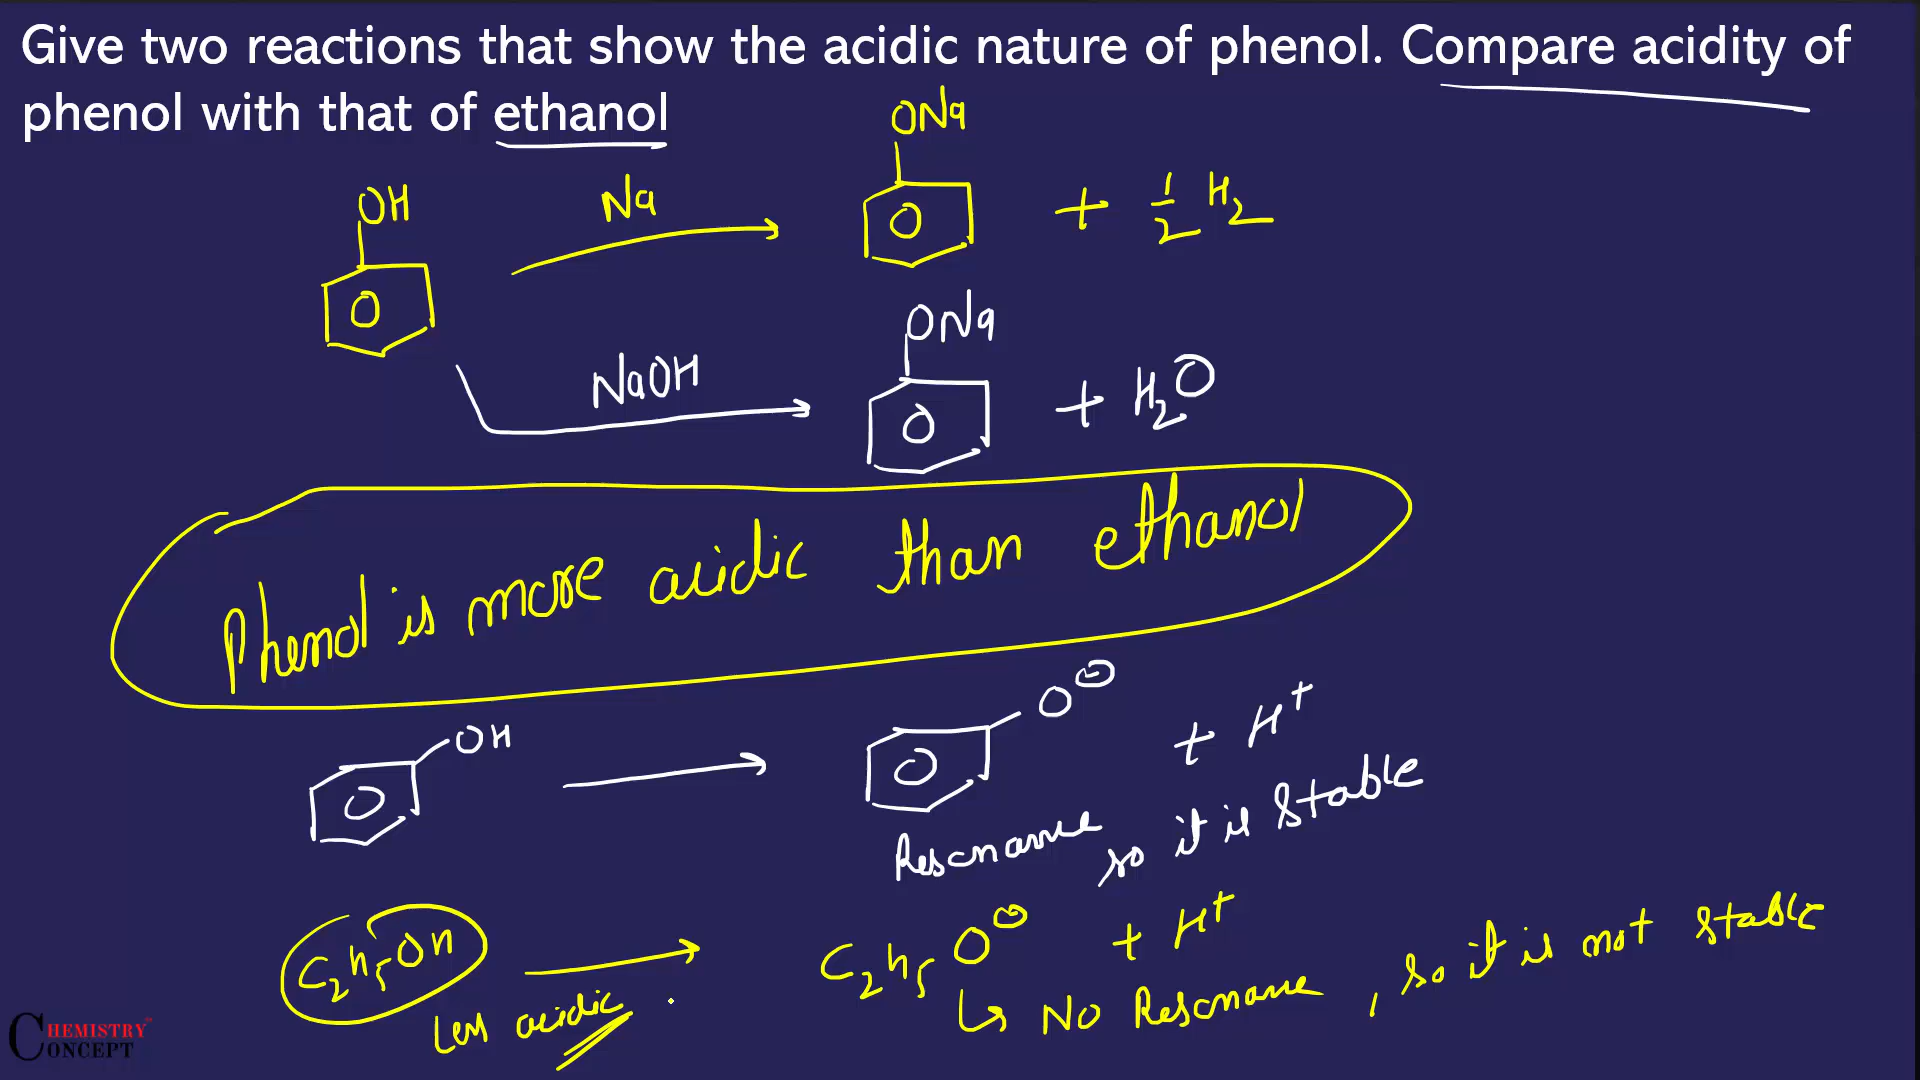 Give two reactions that show the acidic nature of phenol. Compare acidity of
phenol with that of ethanol
ONa
OH
Na
+ 1/2 H2
ONa
NaOH
+ H2O
Phenol is more acidic than ethanol
OH
O⊖
+ H+
Resonance so it is stable
C2H5OH
C2H5O⊖ + H+
Less acidic
↳ No Resonance, so it is not stable
CHEMISTRY
CONCEPT